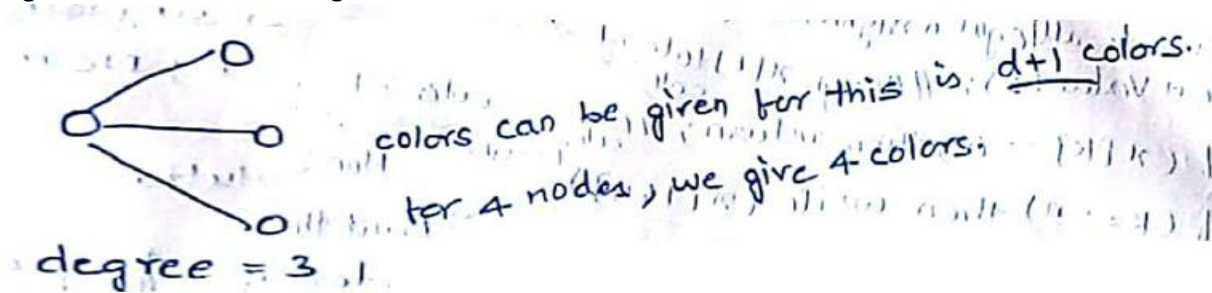 colors can be given for this is d+1 colors.
for 4 nodes, we give 4 colors.
degree = 3